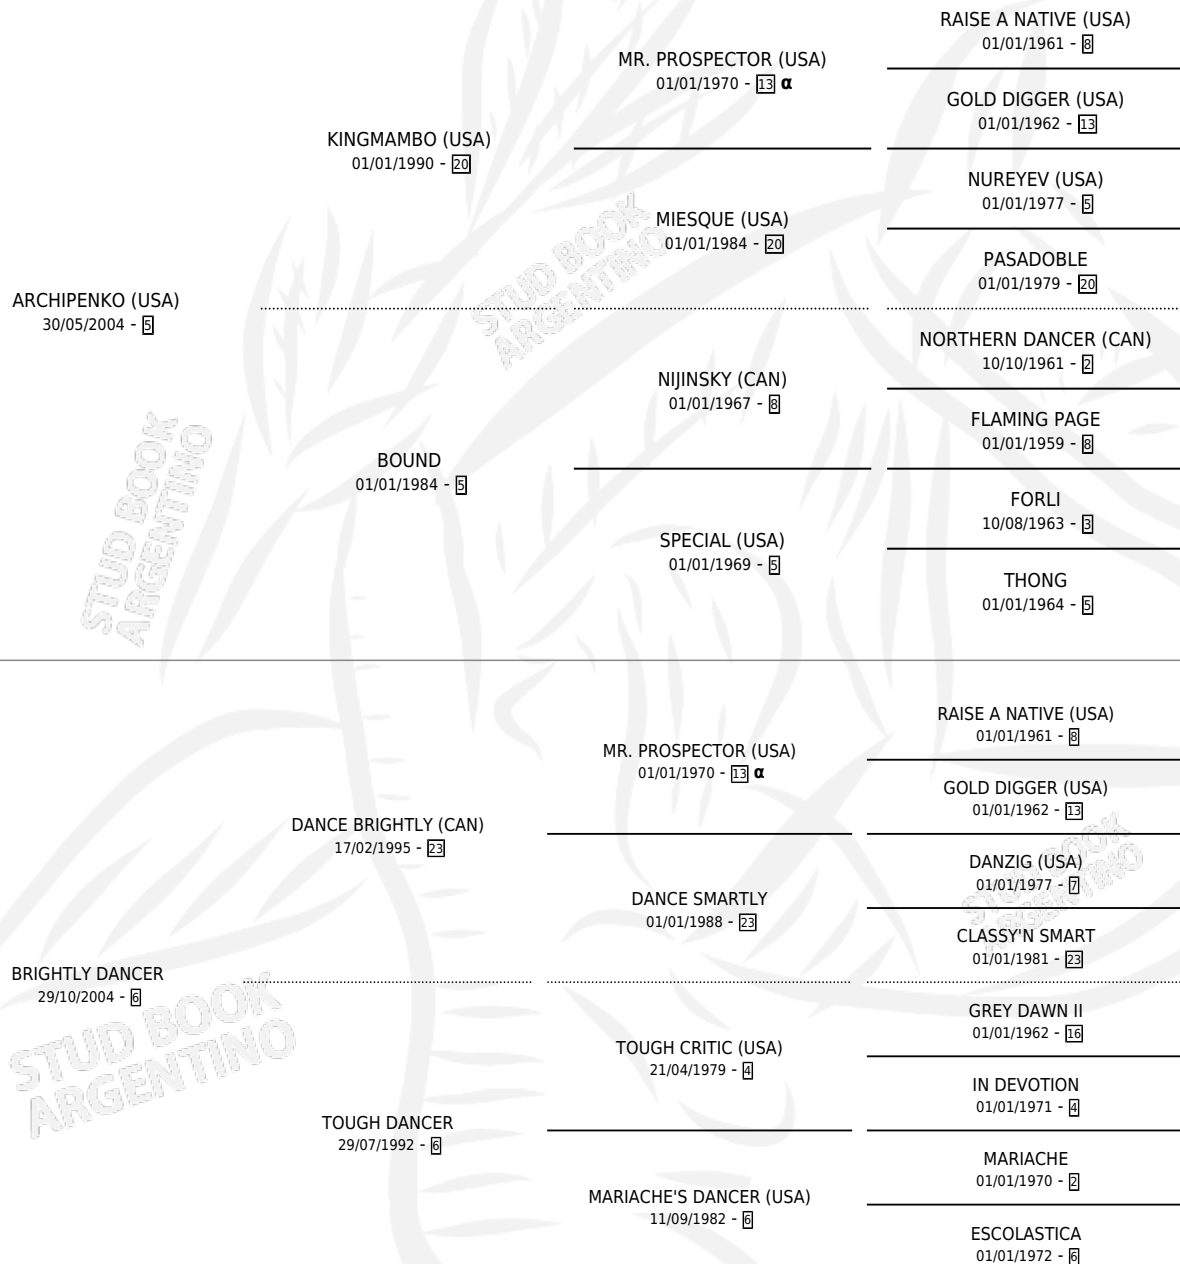 RAISE A NATIVE (USA)
01/01/1961 - 8
MR. PROSPECTOR (USA)
01/01/1970 - 13 α
GOLD DIGGER (USA)
01/01/1962 - 13
KINGMAMBO (USA)
01/01/1990 - 20
NUREYEV (USA)
01/01/1977 - 5
MIESQUE (USA)
01/01/1984 - 20
PASADOBLE
01/01/1979 - 20
ARCHIPENKO (USA)
30/05/2004 - 5
NORTHERN DANCER (CAN)
10/10/1961 - 2
NIJINSKY (CAN)
01/01/1967 - 8
FLAMING PAGE
01/01/1959 - 8
BOUND
01/01/1984 - 5
FORLI
10/08/1963 - 3
SPECIAL (USA)
01/01/1969 - 5
THONG
01/01/1964 - 5
RAISE A NATIVE (USA)
01/01/1961 - 8
MR. PROSPECTOR (USA)
01/01/1970 - 13 α
GOLD DIGGER (USA)
01/01/1962 - 13
DANCE BRIGHTLY (CAN)
17/02/1995 - 23
DANZIG (USA)
01/01/1977 - 7
DANCE SMARTLY
01/01/1988 - 23
CLASSY'N SMART
01/01/1981 - 23
BRIGHTLY DANCER
29/10/2004 - 6
GREY DAWN II
01/01/1962 - 16
TOUGH CRITIC (USA)
21/04/1979 - 4
IN DEVOTION
01/01/1971 - 4
TOUGH DANCER
29/07/1992 - 6
MARIACHE
01/01/1970 - 2
MARIACHE'S DANCER (USA)
11/09/1982 - 6
ESCOLASTICA
01/01/1972 - 6
STUD BOOK
ARGENTINO
STUD BOOK
ARGENTINO
STUD BOOK
ARGENTINO
STUD BOOK
ARGENTINO